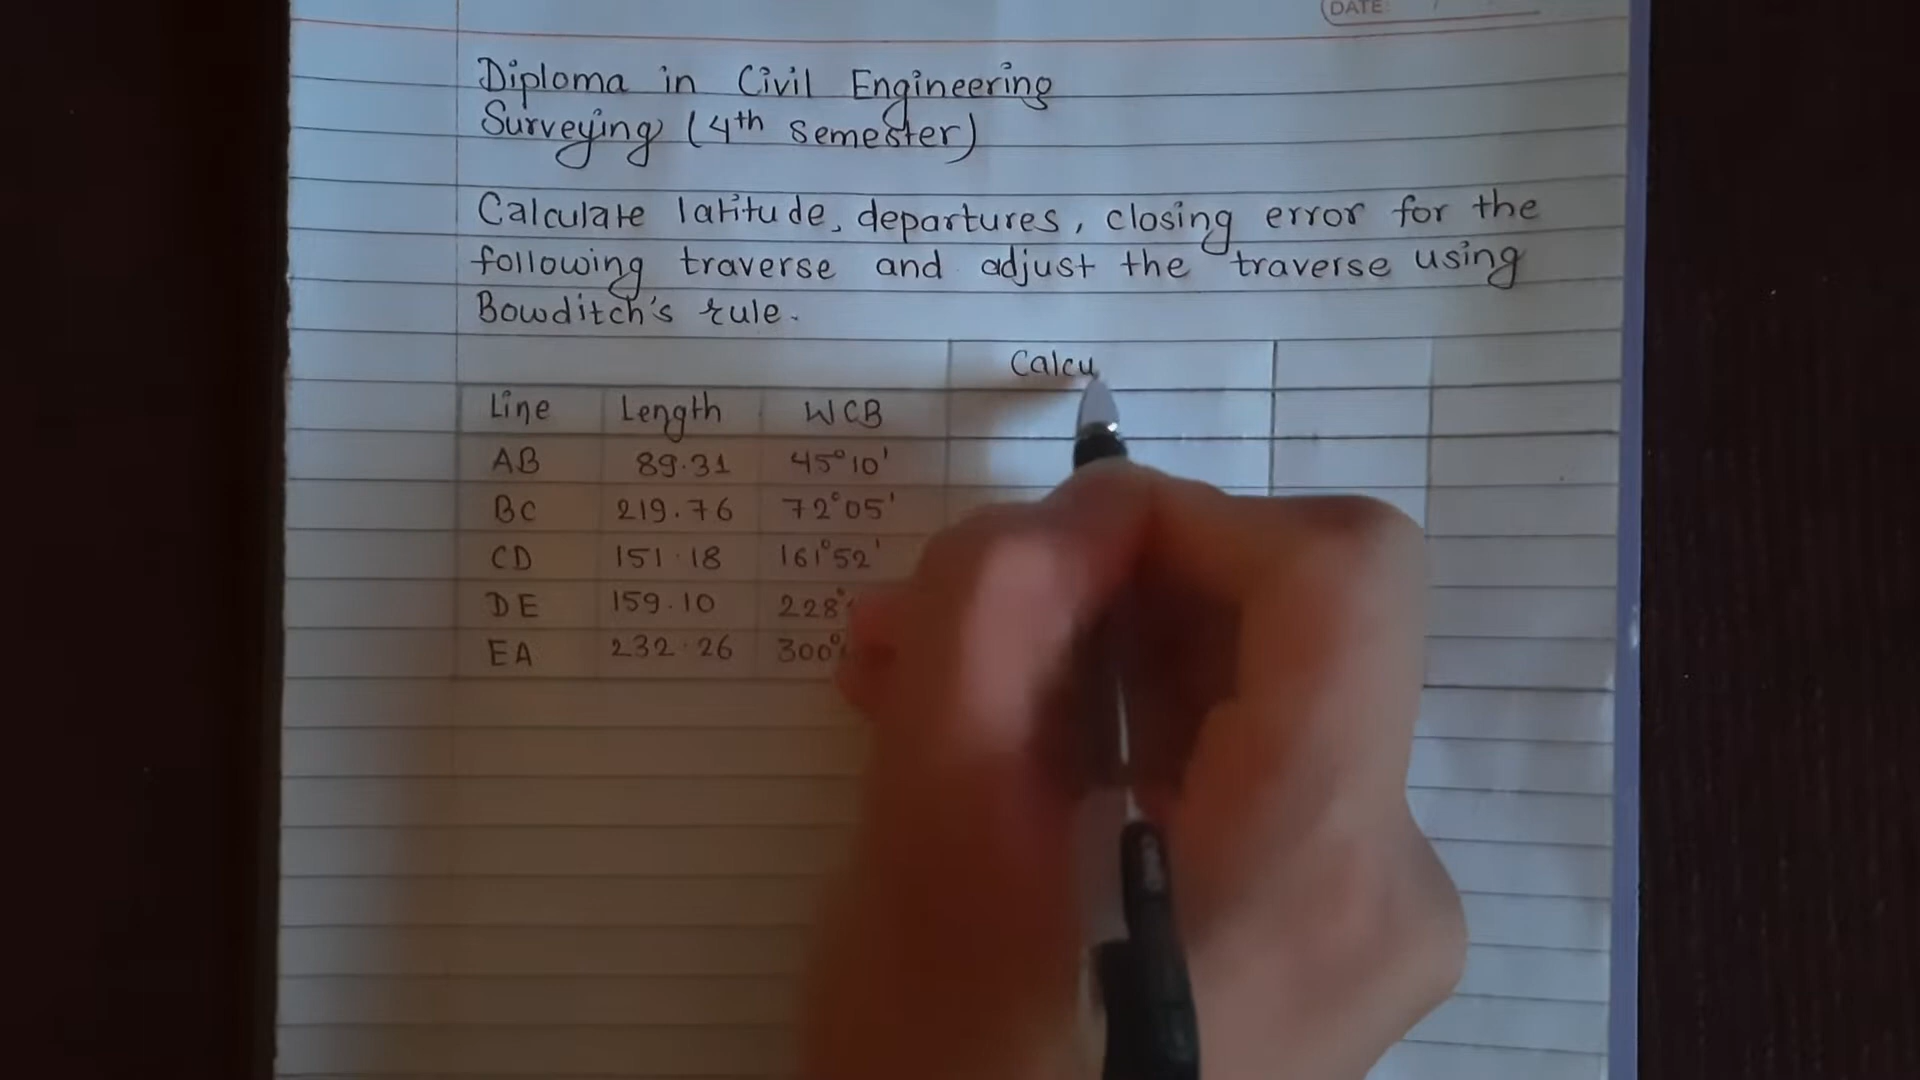 DATE:
Diploma in Civil Engineering
Surveying (4th semester)
Calculate latitude, departures, closing error for the
following traverse and adjust the traverse using
Bowditch's rule.
Calcu
Line Length WCB
AB 89.31 45°10'
BC 219.76 72°05'
CD 151.18 161°52'
DE 159.10 228°
EA 232.26 300°